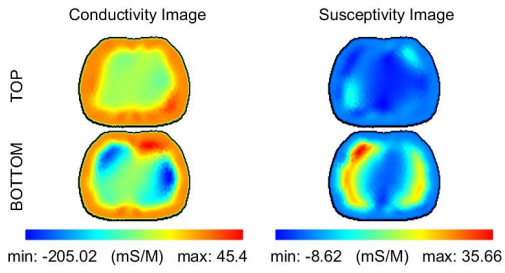 Conductivity Image
Susceptivity Image
TOP
BOTTOM
min: -205.02 (mS/M) max: 45.4
min: -8.62 (mS/M) max: 35.66